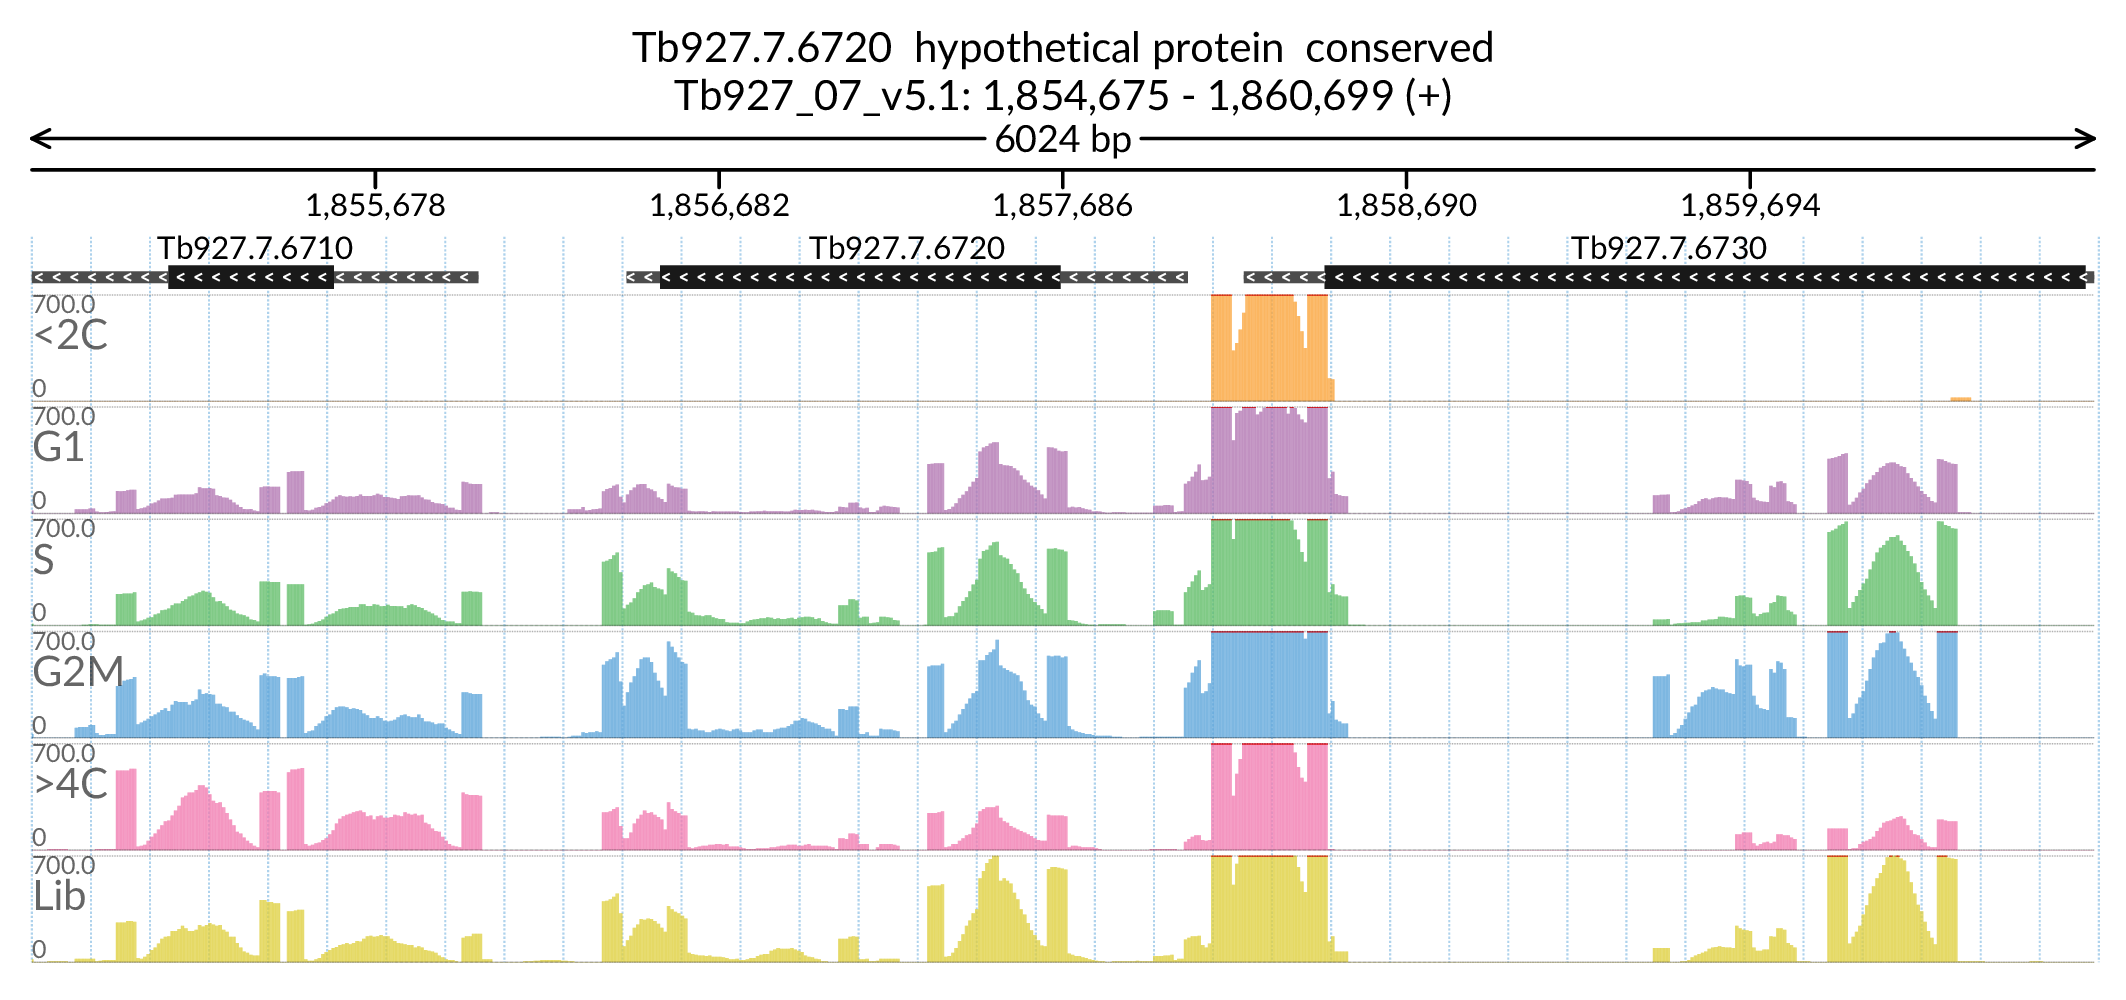 Tb927.7.6720  hypothetical protein  conserved
Tb927_07_v5.1: 1,854,675 - 1,860,699 (+)
6024 bp
1,855,678 1,856,682 1,857,686 1,858,690 1,859,694
Tb927.7.6710 Tb927.7.6720 Tb927.7.6730
700.0
<2C
0
700.0
G1
0
700.0
S
0
700.0
G2M
0
700.0
>4C
0
700.0
Lib
0